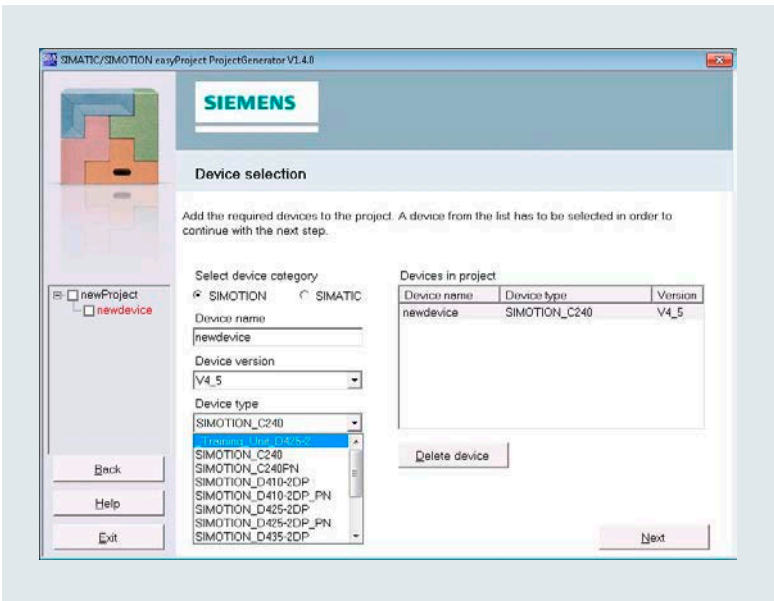 SIMATIC/SIMOTION easyProject ProjectGenerator V1.4.0
SIEMENS
Device selection
Add the required devices to the project. A device from the list has to be selected in order to
continue with the next step.
newProject
newdevice
Select device category
SIMOTION SIMATIC
Device name
newdevice
Device version
V4_5
Device type
SIMOTION_C240
_Training_Unit_D425-2
SIMOTION_C240
SIMOTION_C240PN
SIMOTION_D410-2DP
SIMOTION_D410-2DP_PN
SIMOTION_D425-2DP
SIMOTION_D425-2DP_PN
SIMOTION_D435-2DP
Devices in project
Device name Device type Version
newdevice SIMOTION_C240 V4_5
Delete device
Back
Help
Exit
Next